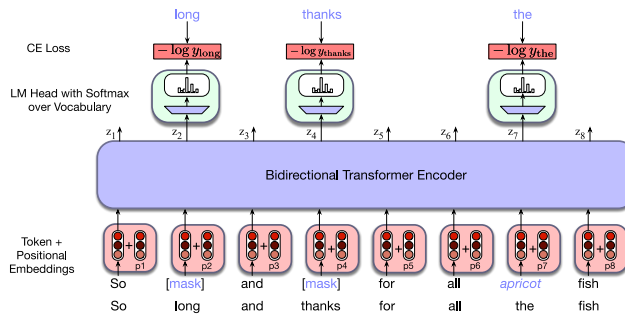 long thanks the
CE Loss − log y_long − log y_thanks − log y_the
LM Head with Softmax
over Vocabulary
z1 z2 z3 z4 z5 z6 z7 z8
Bidirectional Transformer Encoder
Token +
Positional
Embeddings
+ + + + + + + +
p1 p2 p3 p4 p5 p6 p7 p8
So [mask] and [mask] for all apricot fish
So long and thanks for all the fish